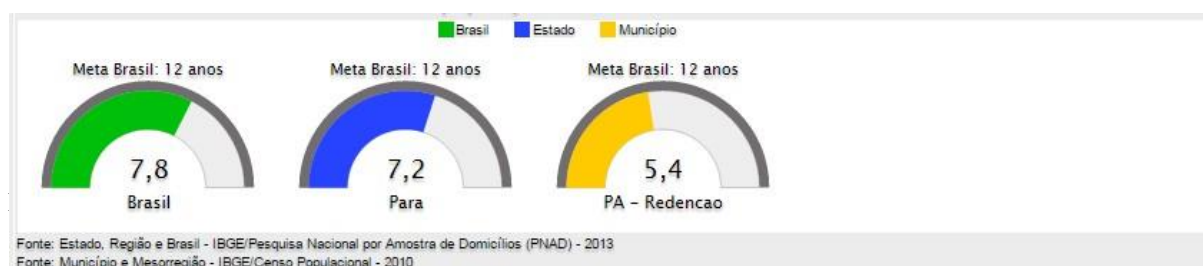 Brasil Estado Município
Meta Brasil: 12 anos Meta Brasil: 12 anos Meta Brasil: 12 anos
7,8 7,2 5,4
Brasil Para PA - Redencao
Fonte: Estado, Região e Brasil - IBGE/Pesquisa Nacional por Amostra de Domicílios (PNAD) - 2013
Fonte: Município e Mesorregião - IBGE/Censo Populacional - 2010